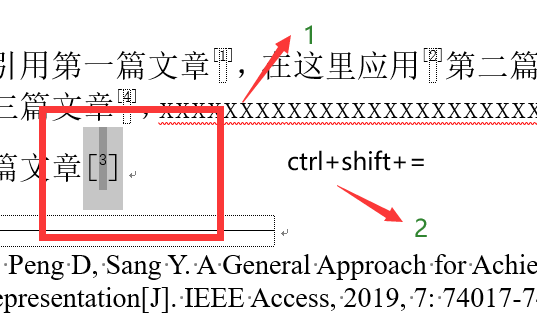 1
引用第一篇文章[1]，在这里应用[2]第二篇
三篇文章[4]，xxxxxxxxxxxxxxxxxxxxxxx
篇文章[3]
ctrl+shift+=
2
Peng D, Sang Y. A General Approach for Achie
epresentation[J]. IEEE Access, 2019, 7: 74017-74